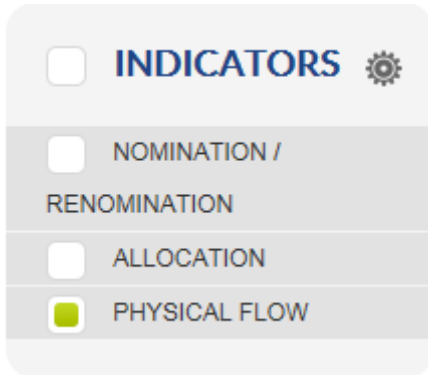 INDICATORS
NOMINATION /
RENOMINATION
ALLOCATION
PHYSICAL FLOW